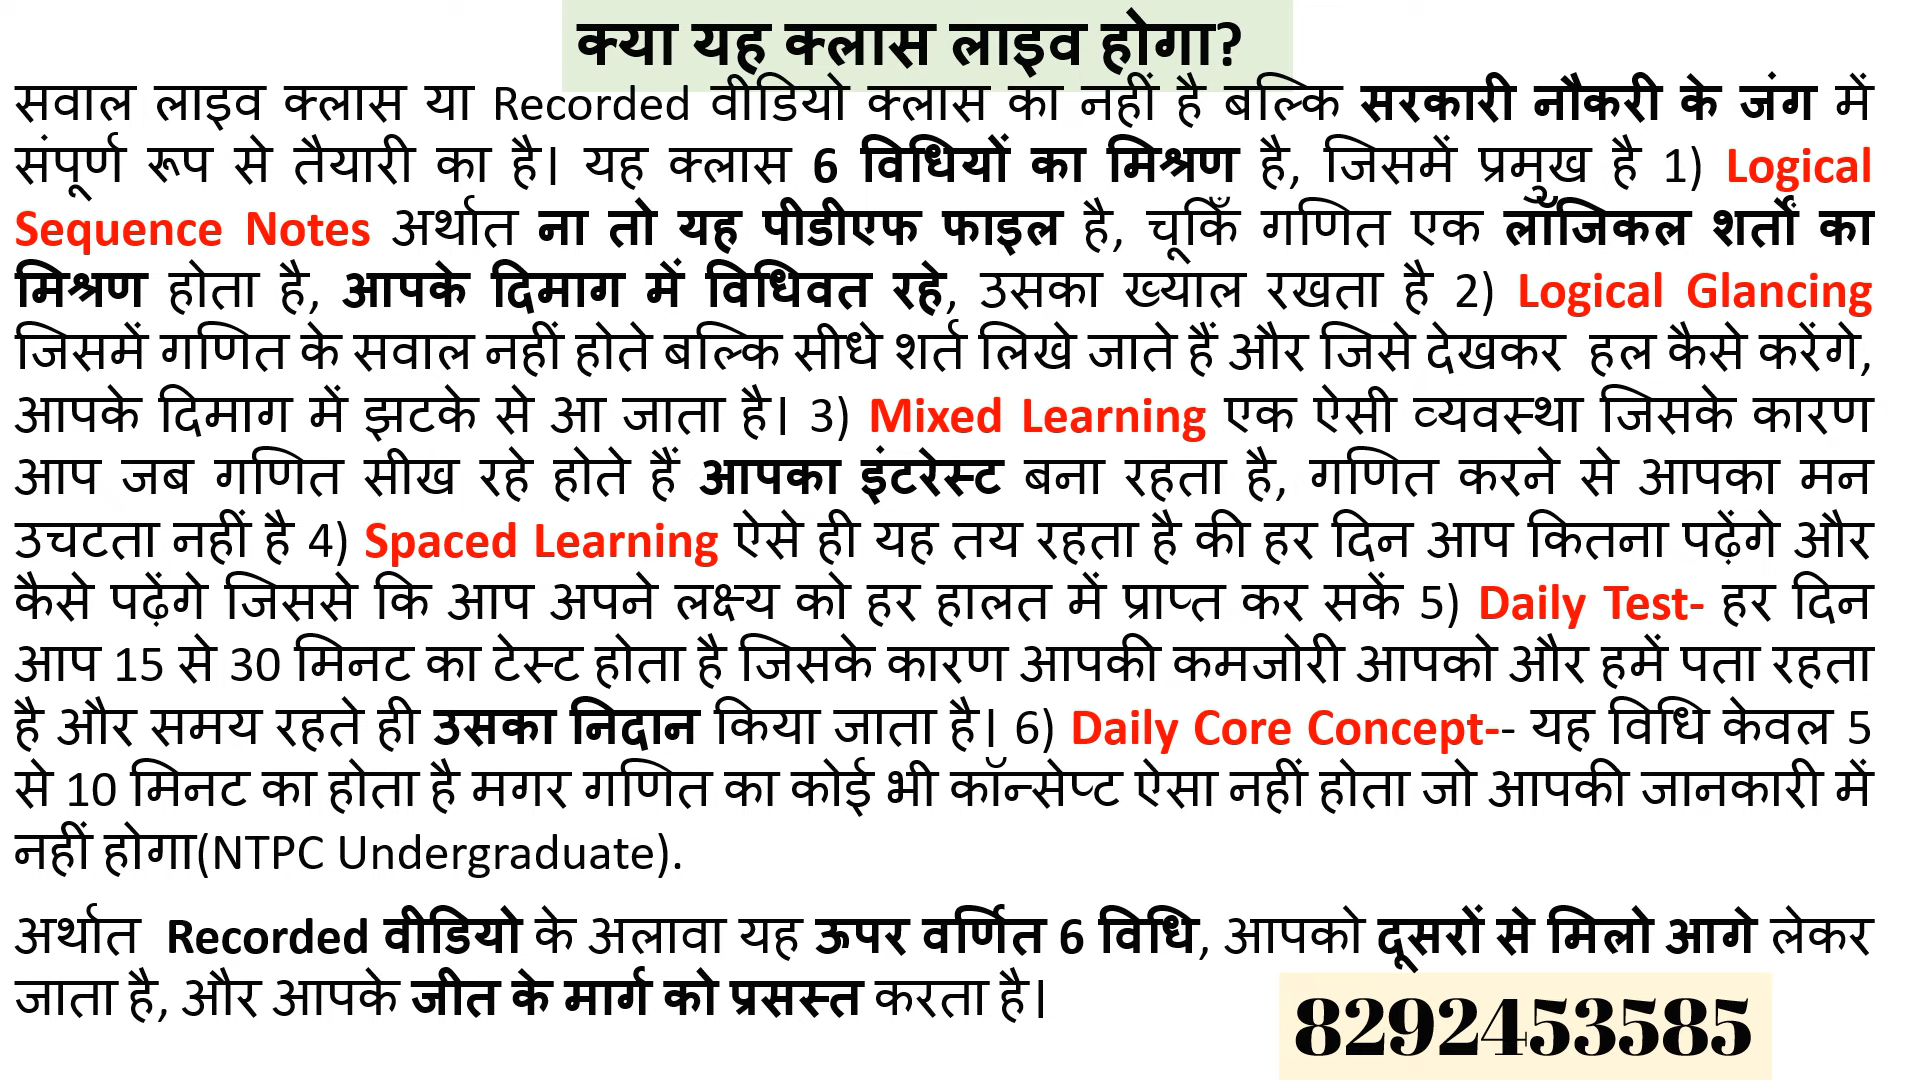 क्या यह क्लास लाइव होगा?
सवाल लाइव क्लास या Recorded वीडियो क्लास का नहीं है बल्कि सरकारी नौकरी के जंग में
संपूर्ण रूप से तैयारी का है। यह क्लास 6 विधियों का मिश्रण है, जिसमें प्रमुख है 1) Logical
Sequence Notes अर्थात ना तो यह पीडीएफ फाइल है, चूकिँ गणित एक लॉजिकल शर्तों का
मिश्रण होता है, आपके दिमाग में विधिवत रहे, उसका ख्याल रखता है 2) Logical Glancing
जिसमें गणित के सवाल नहीं होते बल्कि सीधे शर्त लिखे जाते हैं और जिसे देखकर हल कैसे करेंगे,
आपके दिमाग में झटके से आ जाता है। 3) Mixed Learning एक ऐसी व्यवस्था जिसके कारण
आप जब गणित सीख रहे होते हैं आपका इंटरेस्ट बना रहता है, गणित करने से आपका मन
उचटता नहीं है 4) Spaced Learning ऐसे ही यह तय रहता है की हर दिन आप कितना पढ़ेंगे और
कैसे पढ़ेंगे जिससे कि आप अपने लक्ष्य को हर हालत में प्राप्त कर सकें 5) Daily Test- हर दिन
आप 15 से 30 मिनट का टेस्ट होता है जिसके कारण आपकी कमजोरी आपको और हमें पता रहता
है और समय रहते ही उसका निदान किया जाता है। 6) Daily Core Concept-- यह विधि केवल 5
से 10 मिनट का होता है मगर गणित का कोई भी कॉन्सेप्ट ऐसा नहीं होता जो आपकी जानकारी में
नहीं होगा(NTPC Undergraduate).
अर्थात Recorded वीडियो के अलावा यह ऊपर वर्णित 6 विधि, आपको दूसरों से मिलो आगे लेकर
जाता है, और आपके जीत के मार्ग को प्रसस्त करता है।
8292453585